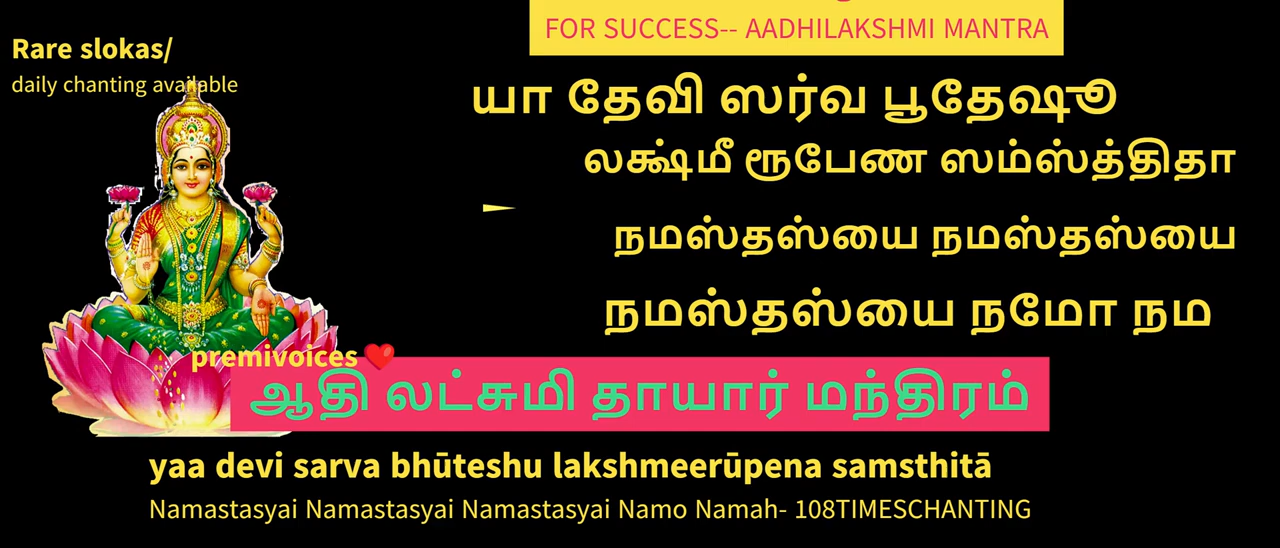 FOR SUCCESS-- AADHILAKSHMI MANTRA
Rare slokas/
daily chanting available
யா தேவி ஸர்வ பூதேஷூ
லக்ஷ்மீ ரூபேண ஸம்ஸ்த்திதா
நமஸ்தஸ்யை நமஸ்தஸ்யை
நமஸ்தஸ்யை நமோ நம
premivoices❤️
ஆதி லட்சுமி தாயார் மந்திரம்
yaa devi sarva bhūteshu lakshmeerūpena samsthitā
Namastasyai Namastasyai Namastasyai Namo Namah- 108TIMESCHANTING